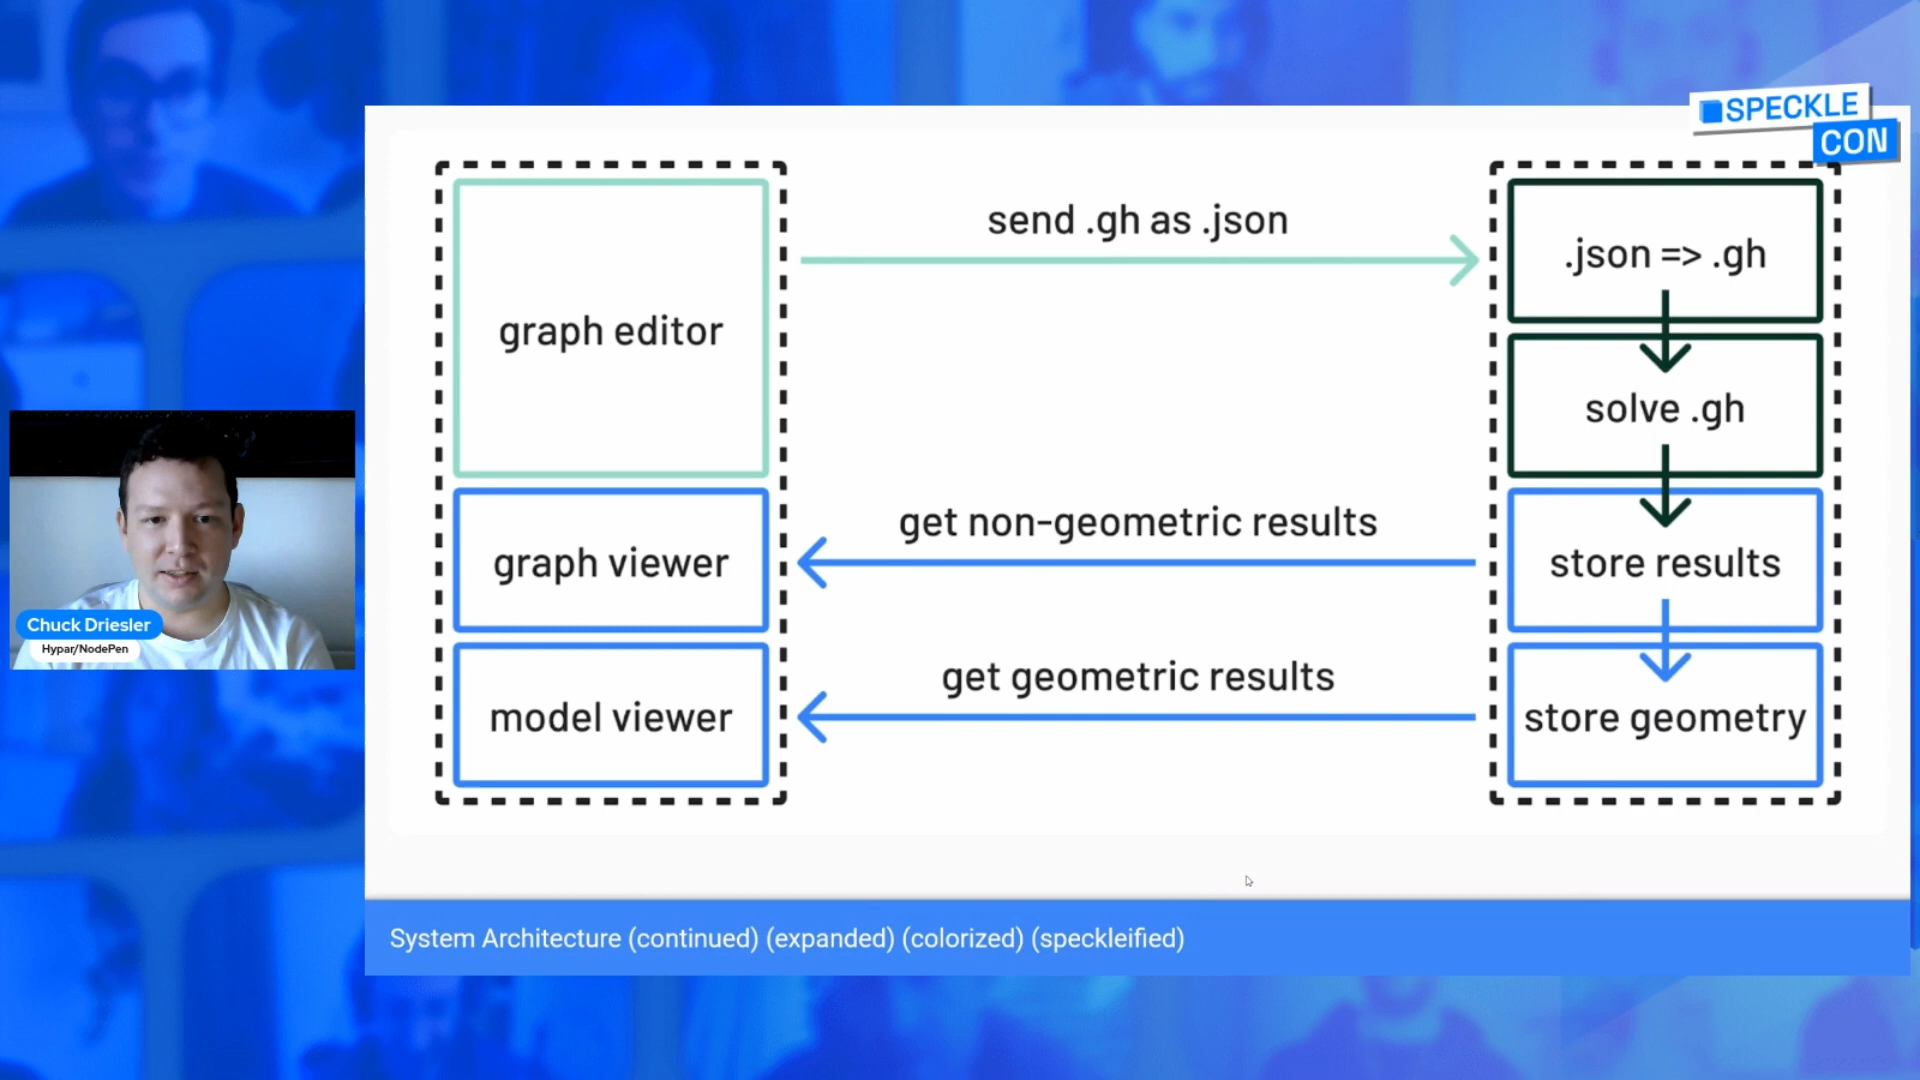 SPECKLE
CON
send .gh as .json
.json => .gh
graph editor
solve .gh
get non-geometric results
graph viewer
store results
get geometric results
model viewer
store geometry
Chuck Driesler
Hypar/NodePen
System Architecture (continued) (expanded) (colorized) (speckleified)